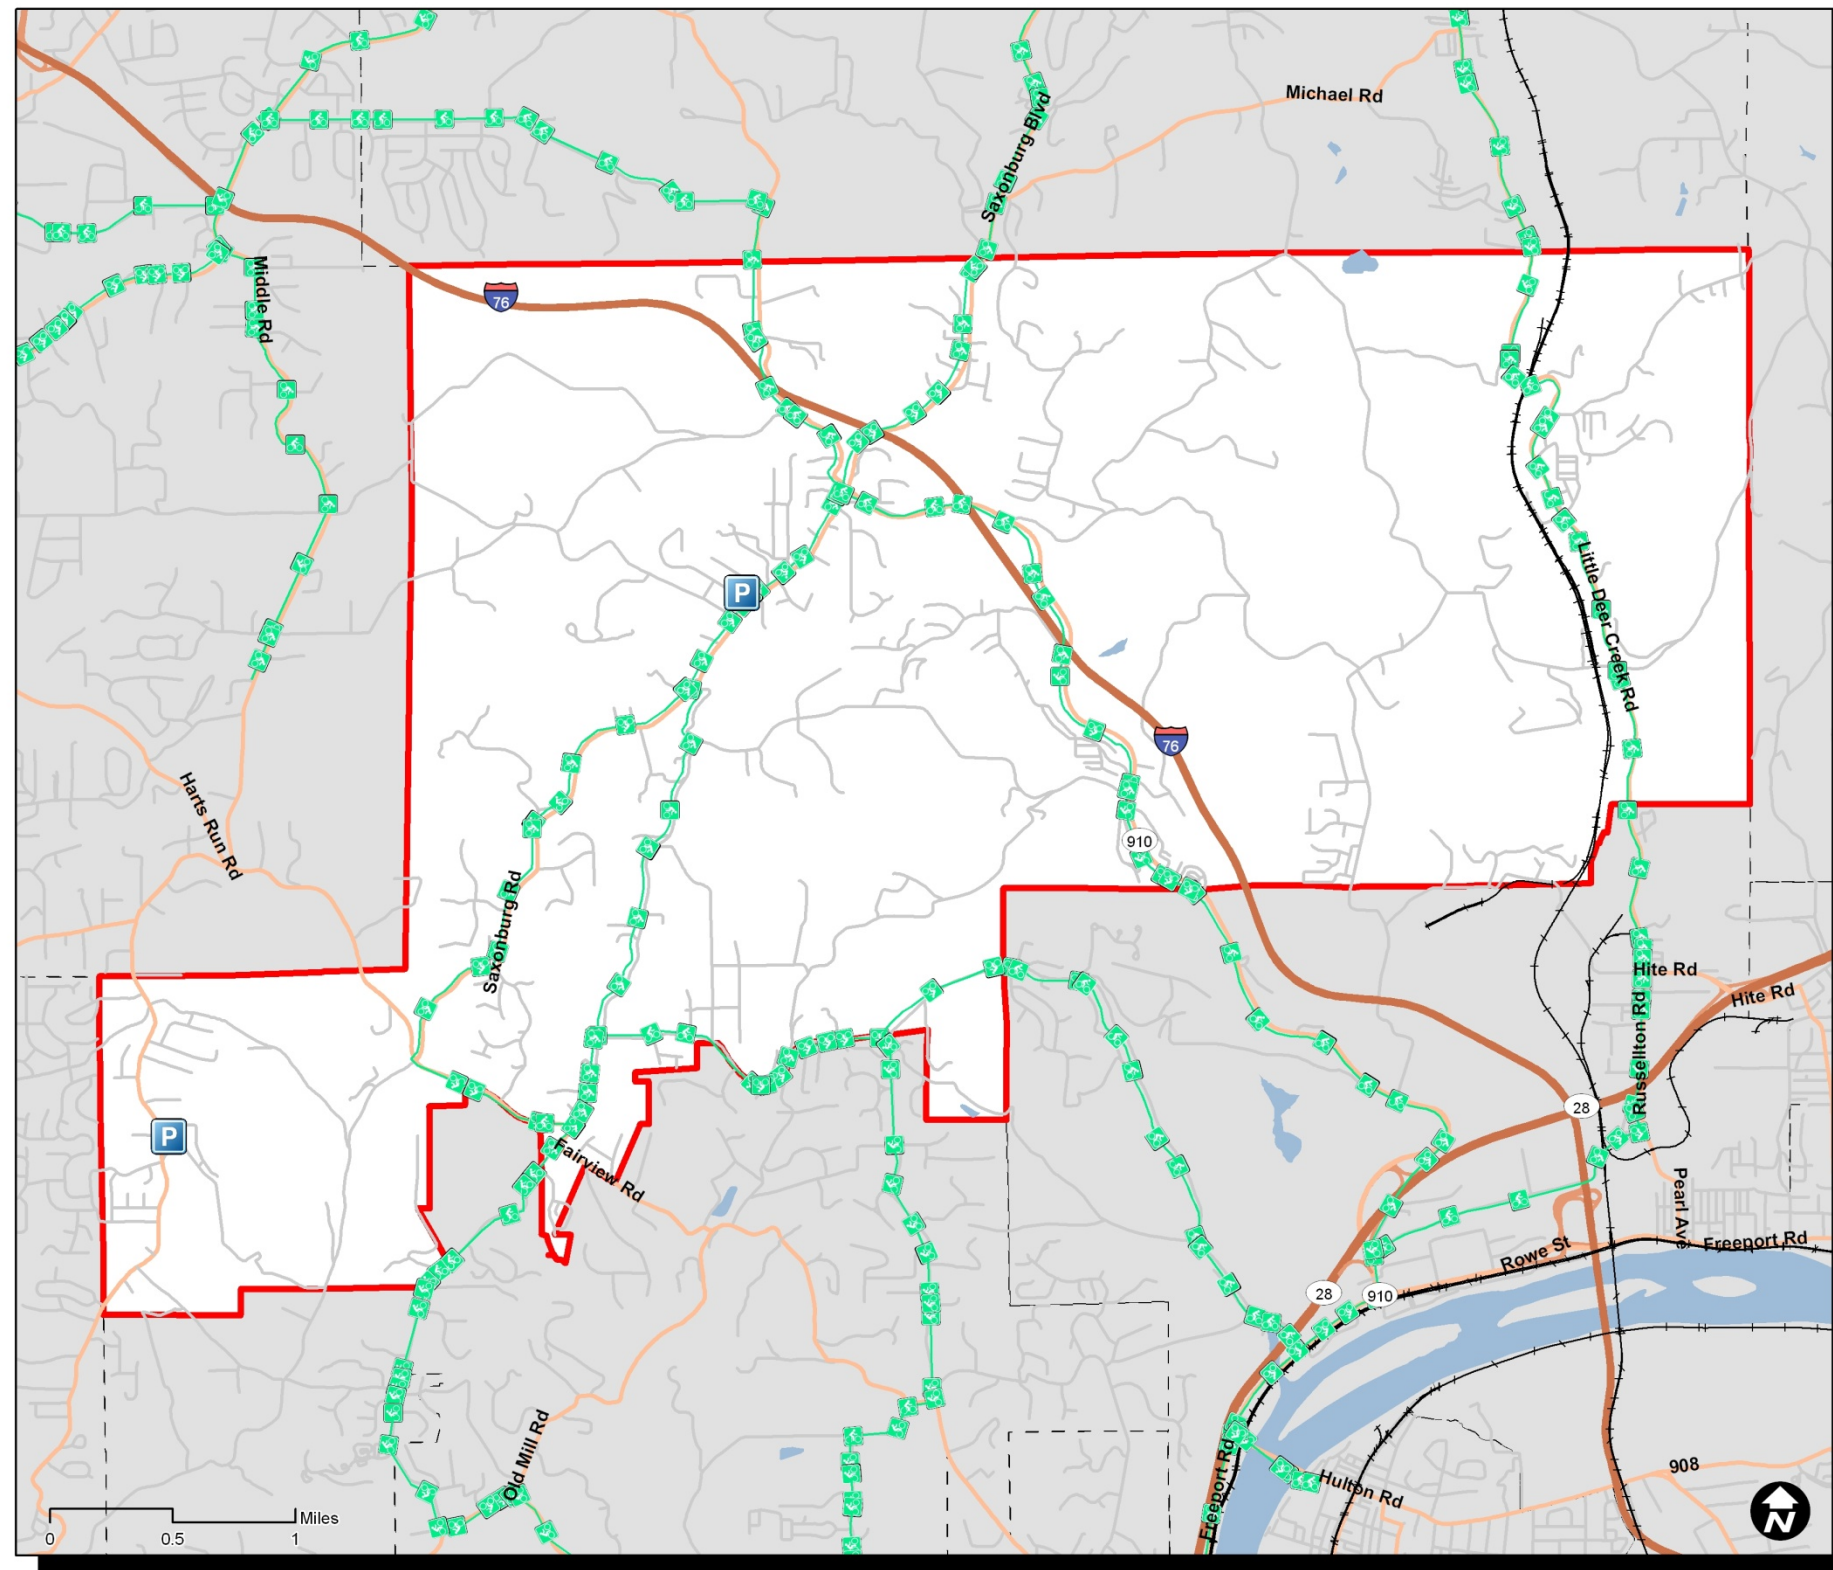 Michael Rd
Saxonburg Blvd
Middle Rd
76
Little Deer Creek Rd
P
76
Harts Run Rd
910
Saxonburg Rd
Hite Rd
Hite Rd
Russellton Rd
28
P
Fairview Rd
Pearl Ave
Freeport Rd
Rowe St
28
910
Old Mill Rd
Freeport Rd
Hulton Rd
908
Miles
0 0.5 1
N